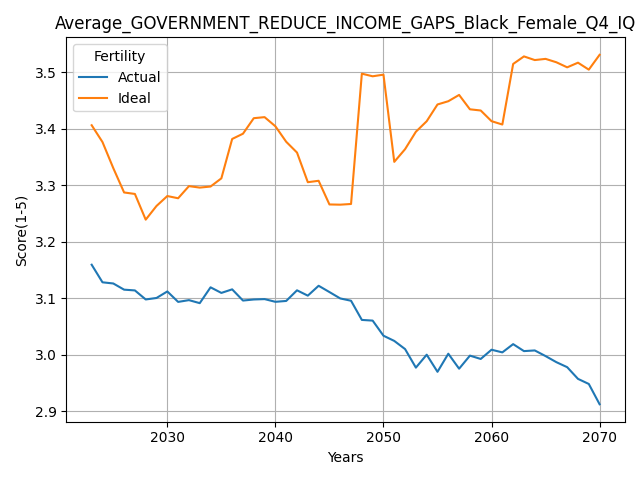 Average_GOVERNMENT_REDUCE_INCOME_GAPS_Black_Female_Q4_IQ
Fertility
Actual
Ideal
Score(1-5)
3.5
3.4
3.3
3.2
3.1
3.0
2.9
2030 2040 2050 2060 2070
Years